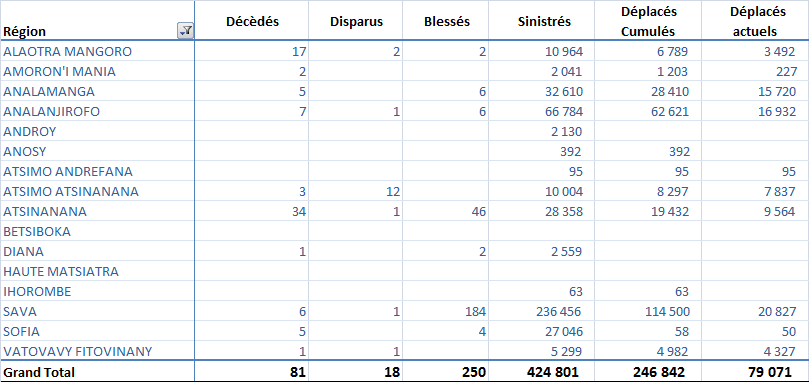 Région Décèdés Disparus Blessés Sinistrés Déplacés Cumulés Déplacés actuels
ALAOTRA MANGORO 17 2 2 10 964 6 789 3 492
AMORON'I MANIA 2 2 041 1 203 227
ANALAMANGA 5 6 32 610 28 410 15 720
ANALANJIROFO 7 1 6 66 784 62 621 16 932
ANDROY 2 130
ANOSY 392 392
ATSIMO ANDREFANA 95 95 95
ATSIMO ATSINANANA 3 12 10 004 8 297 7 837
ATSINANANA 34 1 46 28 358 19 432 9 564
BETSIBOKA
DIANA 1 2 2 559
HAUTE MATSIATRA
IHOROMBE 63 63
SAVA 6 1 184 236 456 114 500 20 827
SOFIA 5 4 27 046 58 50
VATOVAVY FITOVINANY 1 1 5 299 4 982 4 327
Grand Total 81 18 250 424 801 246 842 79 071